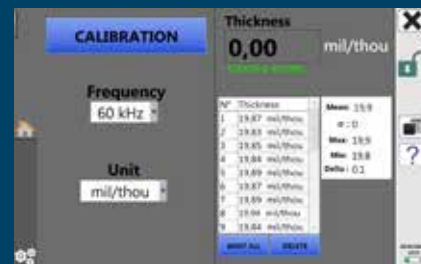 CALIBRATION
Frequency
60 kHz
Unit
mil/thou
Thickness
0,00 mil/thou
N° Thickness
1 19,87 mil/thou
2 19,83 mil/thou
3 19,85 mil/thou
4 19,84 mil/thou
5 19,89 mil/thou
6 19,87 mil/thou
7 19,89 mil/thou
8 19,94 mil/thou
9 19,84 mil/thou
DELETE
Mean: 19,9
σ : 0
Max: 19,9
Min: 19,8
Delta : 0,1
?